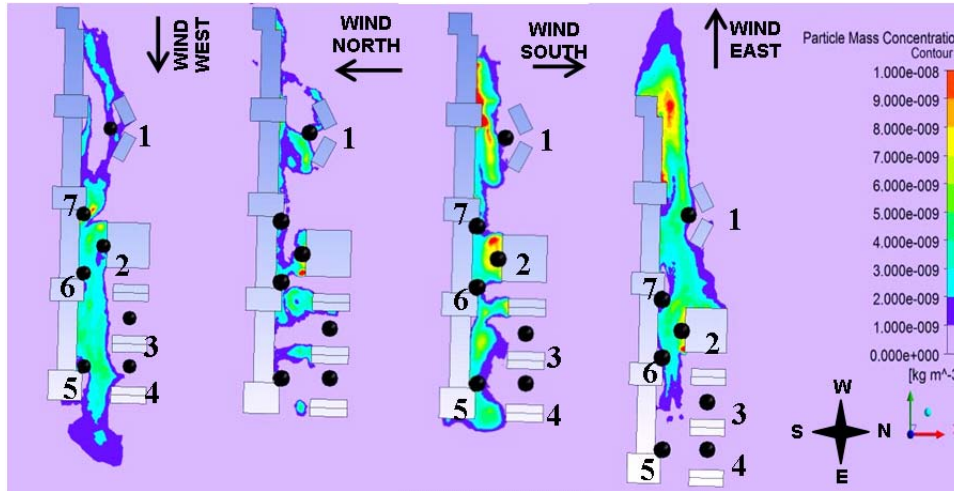 WIND
WEST
WIND
NORTH
WIND
SOUTH
WIND
EAST
Particle Mass Concentratio
Contour
1.000e-008
9.000e-009
8.000e-009
7.000e-009
6.000e-009
5.000e-009
4.000e-009
3.000e-009
2.000e-009
1.000e-009
0.000e+000
[kg m^-3
1
7
2
6
3
5
4
1
7
2
6
3
5
4
1
7
2
6
3
5
4
W
S
N
E